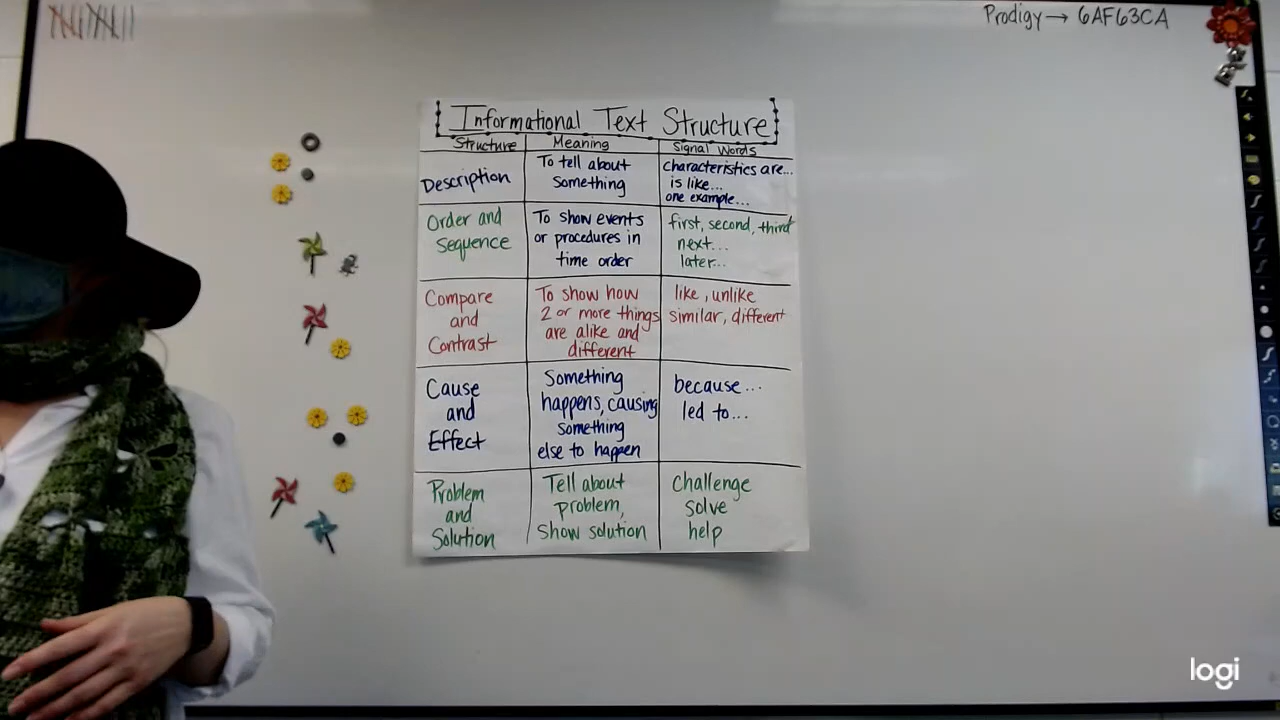 Prodigy → 6AF63CA
Informational Text Structure
Structure
Meaning
Signal Words
Description
To tell about
something
Characteristics are...
is like...
one example...
Order and
Sequence
To show events
or procedures in
time order
first, second, third
next...
later...
Compare
and
Contrast
To show how
2 or more things
are alike and
different
like, unlike
similar, different
Cause
and
Effect
Something
happens, causing
something
else to happen
because...
led to...
Problem
and
Solution
Tell about
problem,
Show solution
Challenge
solve
help
logi